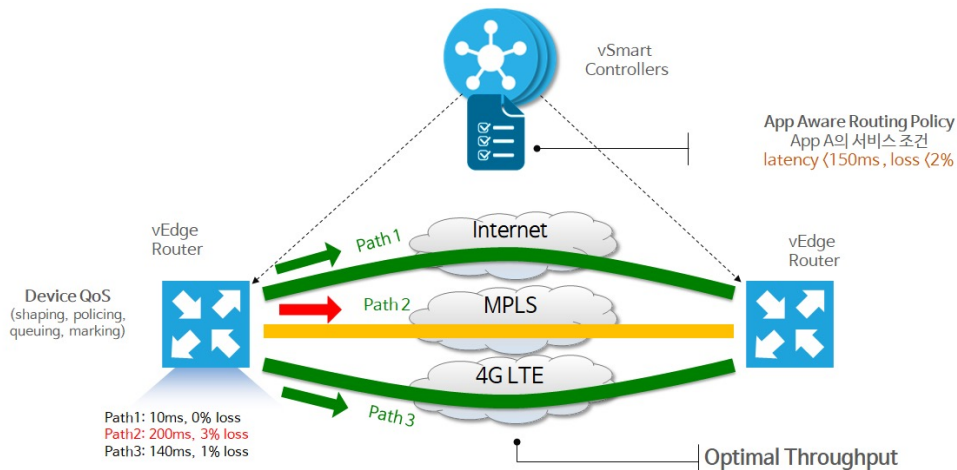 vSmart
Controllers
App Aware Routing Policy
App A의 서비스 조건
latency <150ms , loss <2%
vEdge
Router
Path 1
Internet
vEdge
Router
Device QoS
(shaping, policing,
queuing, marking)
Path 2
MPLS
4G LTE
Path 3
Path1: 10ms, 0% loss
Path2: 200ms, 3% loss
Path3: 140ms, 1% loss
Optimal Throughput